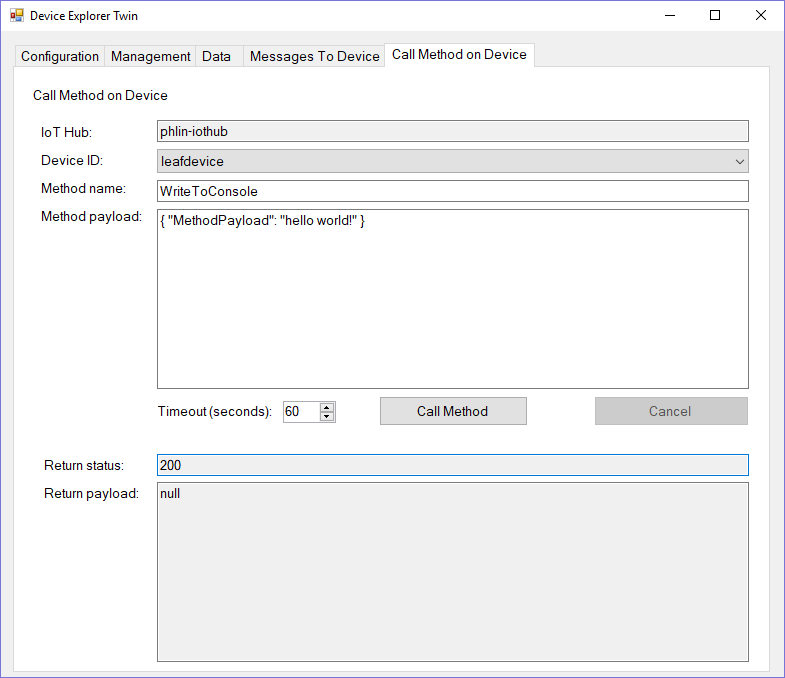 Device Explorer Twin
Configuration Management Data Messages To Device Call Method on Device
Call Method on Device
IoT Hub: phlin-iothub
Device ID: leafdevice
Method name: WriteToConsole
Method payload: { "MethodPayload": "hello world!" }
Timeout (seconds): 60 Call Method Cancel
Return status: 200
Return payload: null